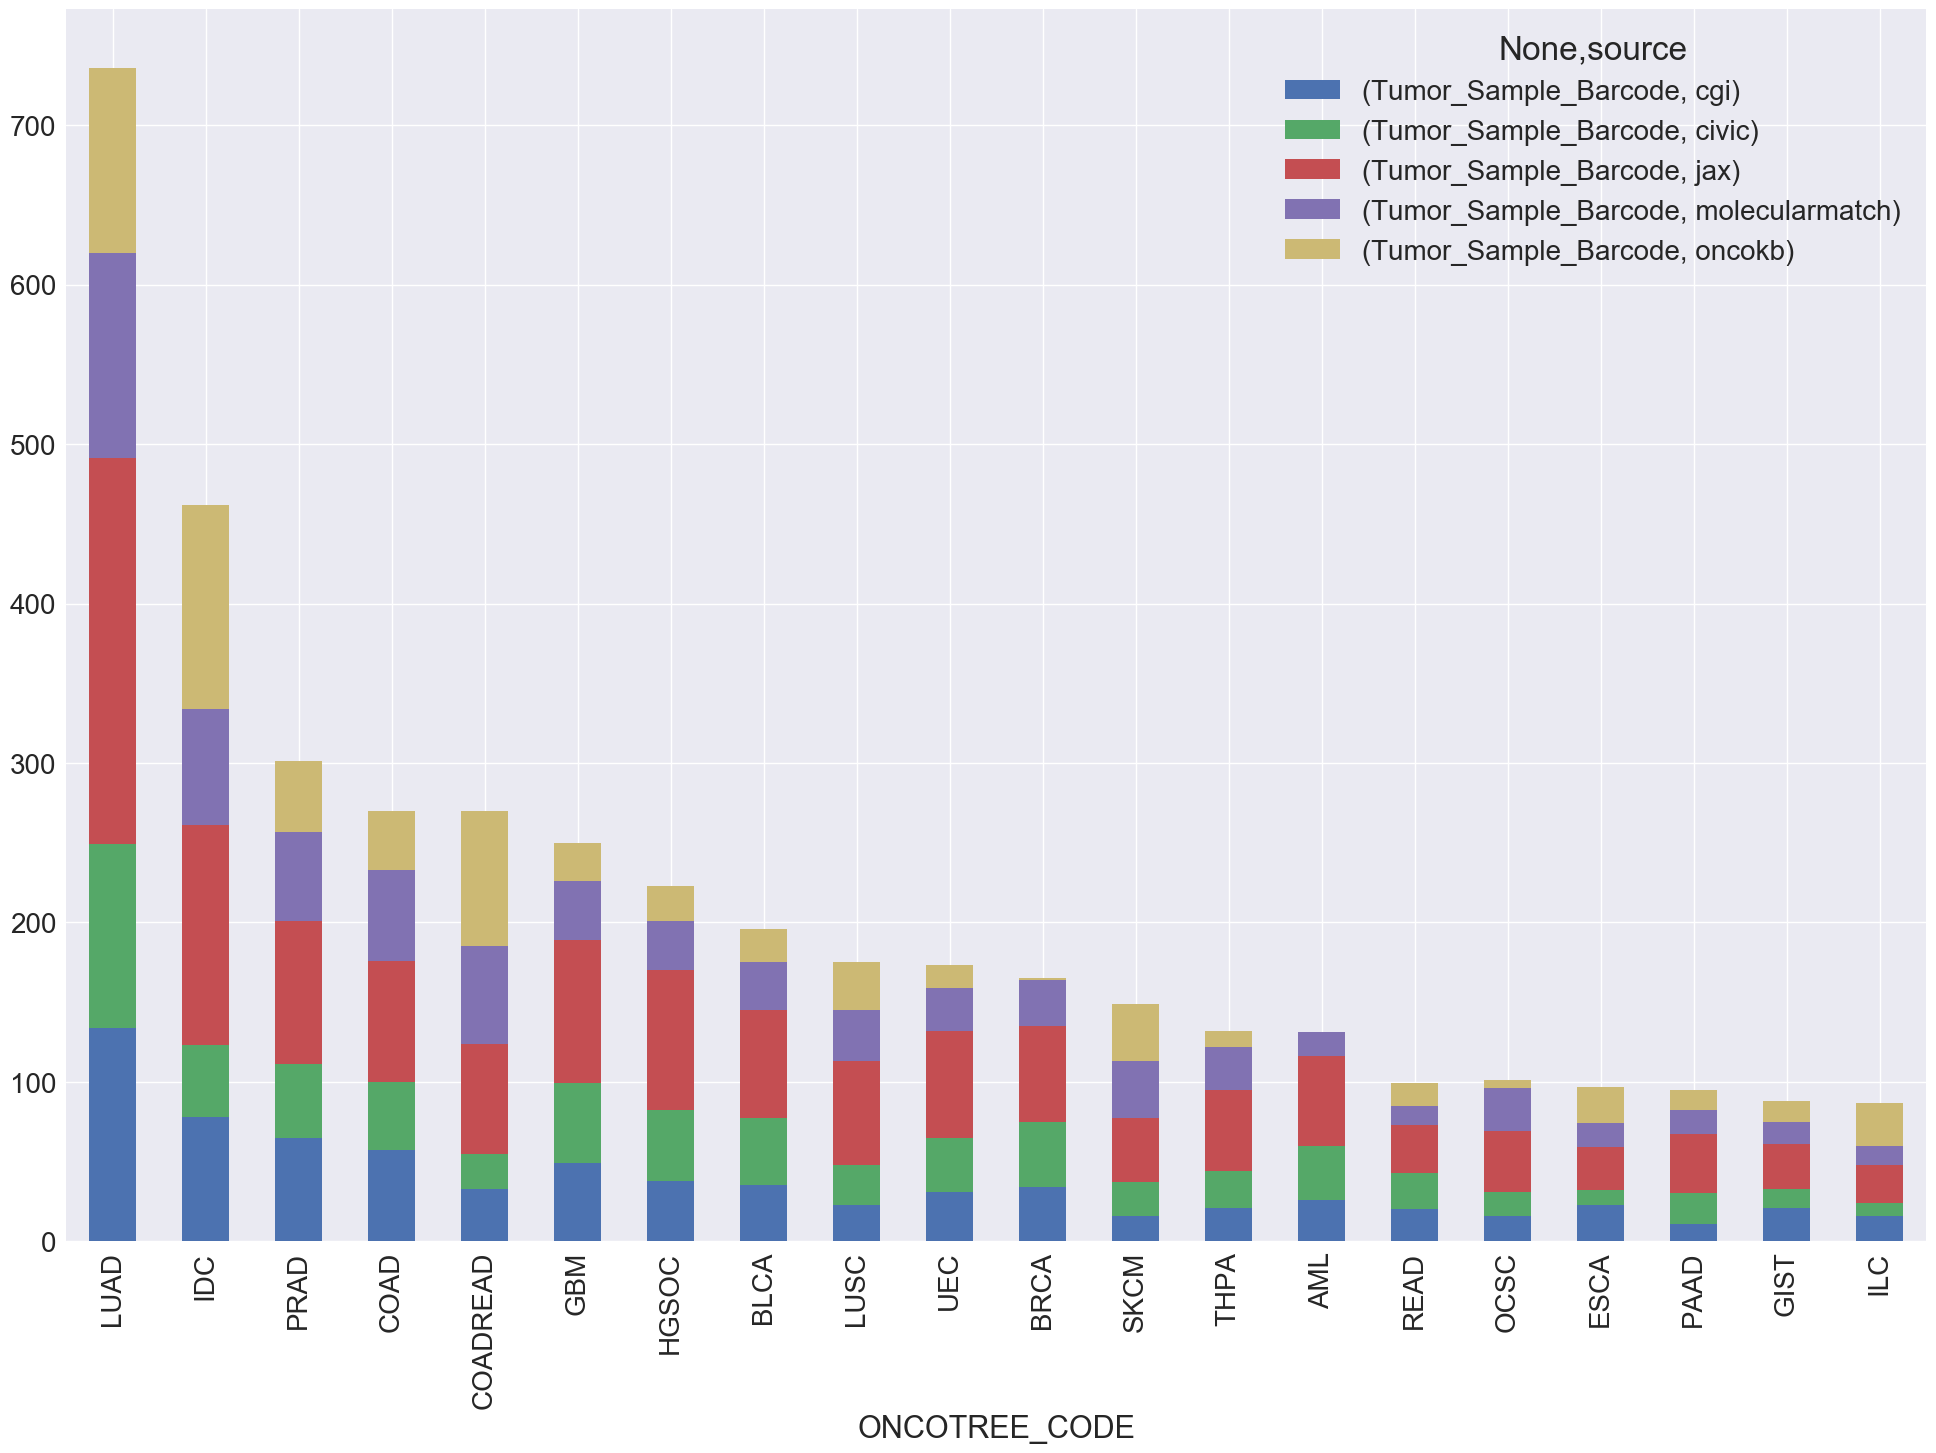 None,source
(Tumor_Sample_Barcode, cgi)
(Tumor_Sample_Barcode, civic)
(Tumor_Sample_Barcode, jax)
(Tumor_Sample_Barcode, molecularmatch)
(Tumor_Sample_Barcode, oncokb)
700
600
500
400
300
200
100
0
LUAD
IDC
PRAD
COAD
COADREAD
GBM
HGSOC
BLCA
LUSC
UEC
BRCA
SKCM
THPA
AML
READ
OCSC
ESCA
PAAD
GIST
ILC
ONCOTREE_CODE